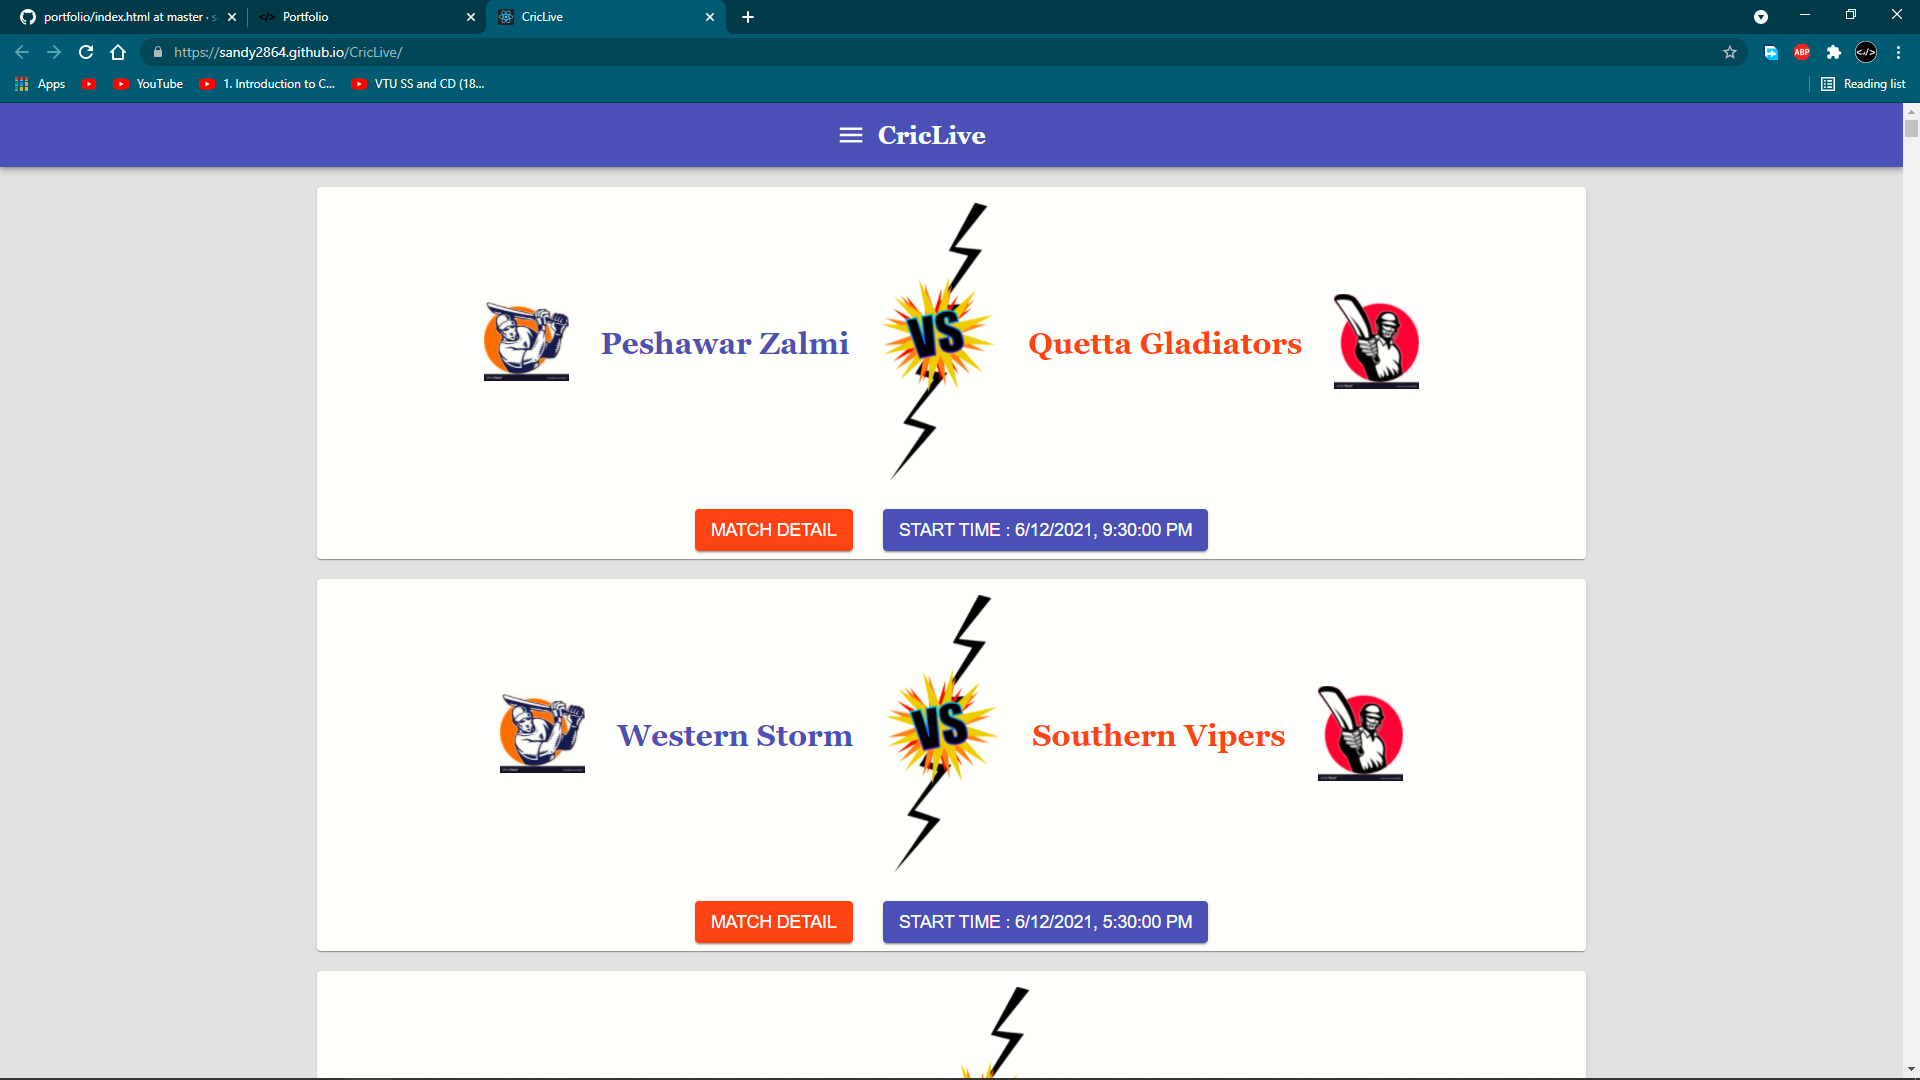 portfolio/index.html at master · s
Portfolio
CricLive
https://sandy2864.github.io/CricLive/
ABP
Apps
YouTube
1. Introduction to C...
VTU SS and CD (18...
Reading list
CricLive
Peshawar Zalmi
VS
Quetta Gladiators
MATCH DETAIL
START TIME : 6/12/2021, 9:30:00 PM
Western Storm
VS
Southern Vipers
MATCH DETAIL
START TIME : 6/12/2021, 5:30:00 PM